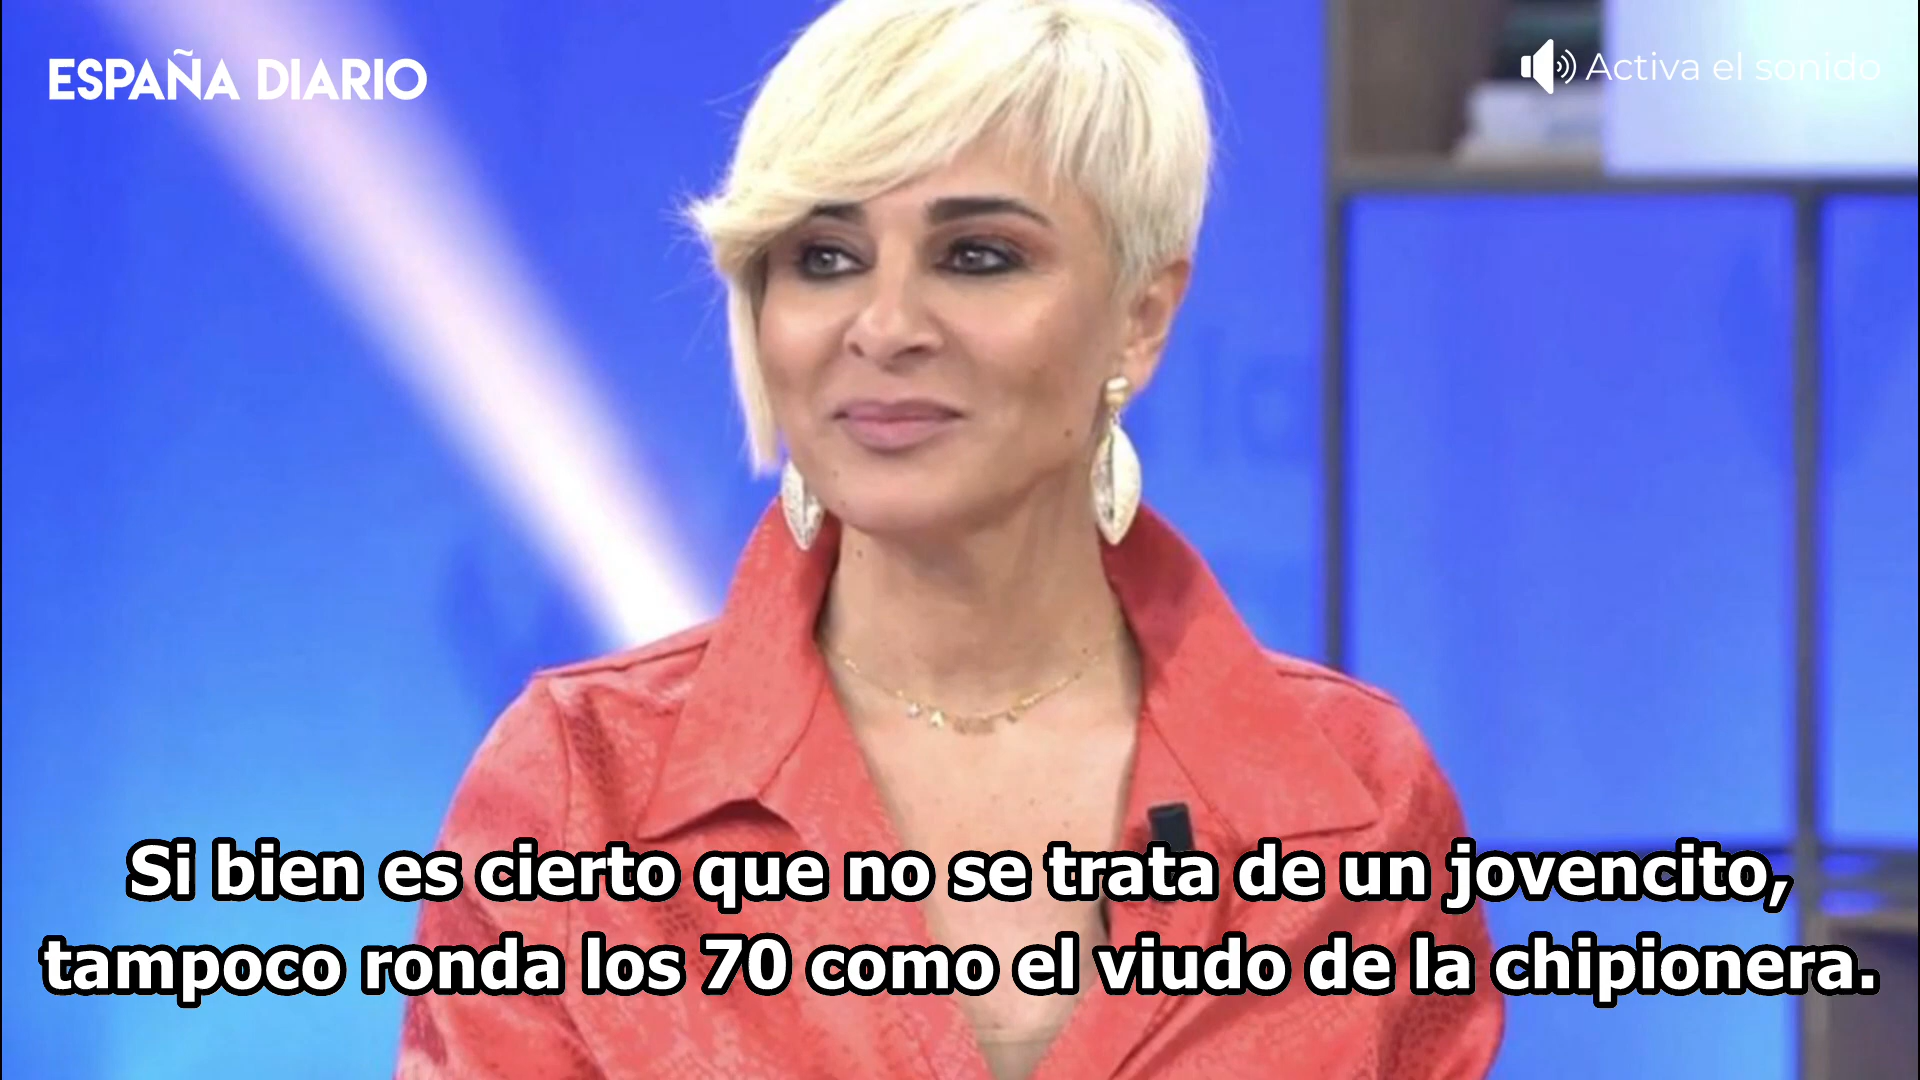 ESPAÑA DIARIO
Activa el sonido
Si bien es cierto que no se trata de un jovencito,
tampoco ronda los 70 como el viudo de la chipionera.